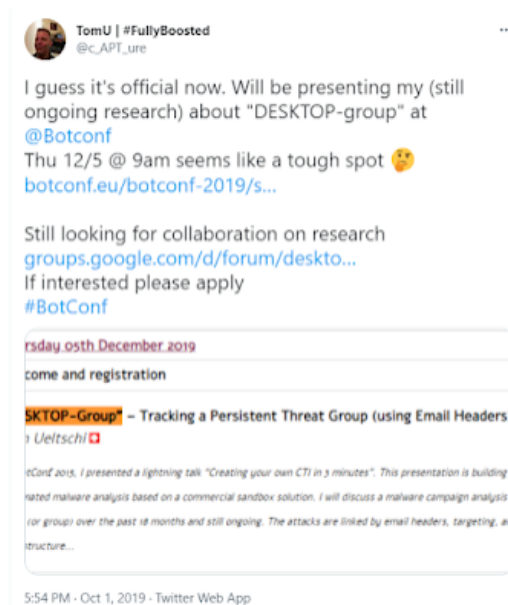 TomU | #FullyBoosted
@c_APT_ure
I guess it's official now. Will be presenting my (still
ongoing research) about "DESKTOP-group" at
@Botconf
Thu 12/5 @ 9am seems like a tough spot 🤔
botconf.eu/botconf-2019/s...
Still looking for collaboration on research
groups.google.com/d/forum/deskto...
If interested please apply
#BotConf
rsday 05th December 2019
come and registration
SKTOP-Group" – Tracking a Persistent Threat Group (using Email Headers
Ueltschi
tConf 2015, I presented a lightning talk "Creating your own CTI in 3 minutes". This presentation is building
nated malware analysis based on a commercial sandbox solution. I will discuss a malware campaign analysis
(or group) over the past 18 months and still ongoing. The attacks are linked by email headers, targeting, a
structure...
5:54 PM · Oct 1, 2019 · Twitter Web App